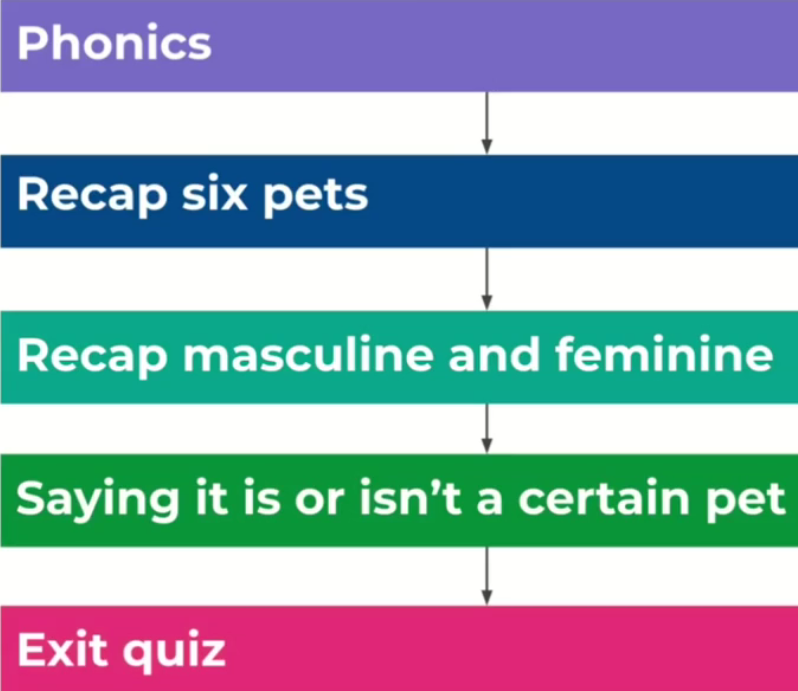 Phonics
Recap six pets
Recap masculine and feminine
Saying it is or isn’t a certain pet
Exit quiz